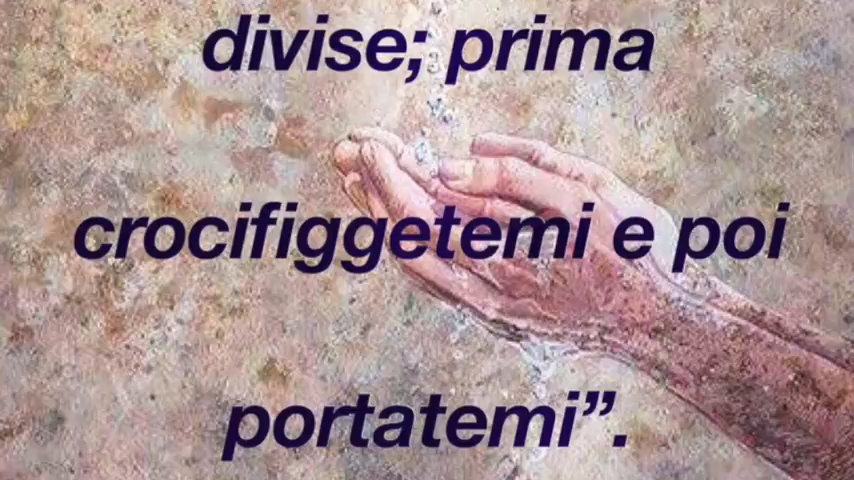 divise; prima
crocifiggetemi e poi
portatemi”.